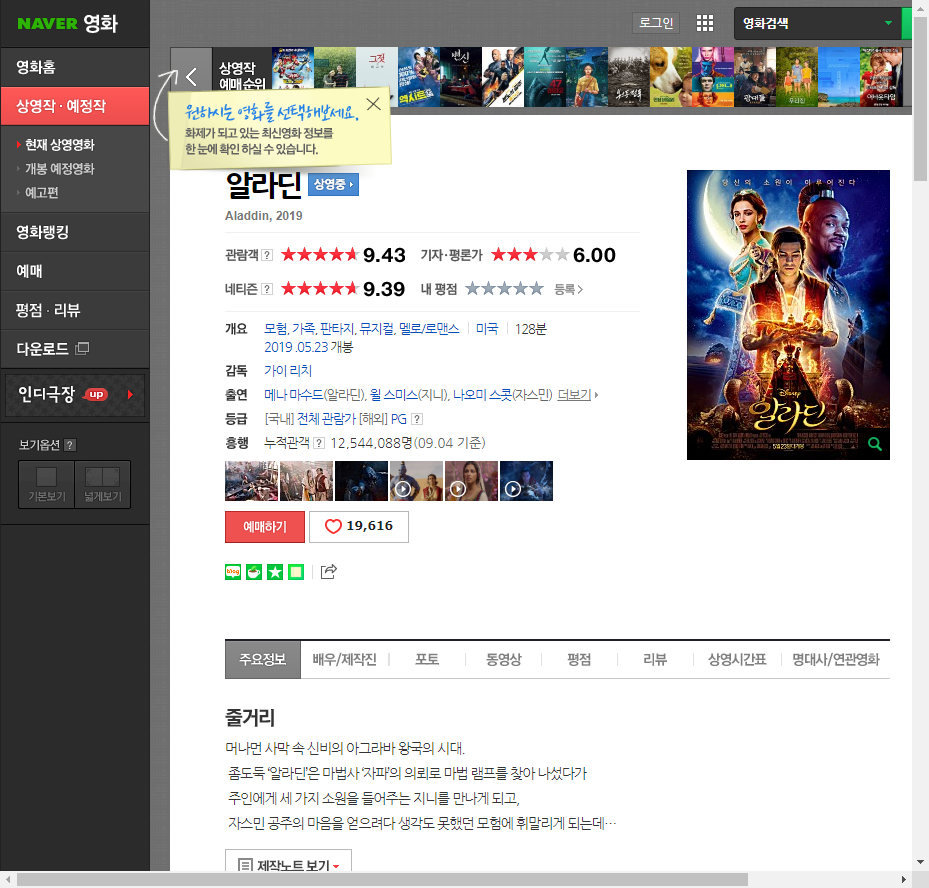 NAVER 영화
로그인
영화검색
영화홈
상영작 · 예정작
현재 상영영화
개봉 예정영화
예고편
영화랭킹
예매
평점 · 리뷰
다운로드
인디극장 up
보기옵션 ?
기본보기 넓게보기
상영작
예매순위
원하시는 영화를 선택해보세요.
화제가 되고 있는 최신영화 정보를
한 눈에 확인 하실 수 있습니다.
알라딘 상영중
Aladdin, 2019
관람객 ? 9.43 기자·평론가 6.00
네티즌 ? 9.39 내 평점 등록
개요 모험, 가족, 판타지, 뮤지컬, 멜로/로맨스 미국 128분
2019 .05.23 개봉
감독 가이 리치
출연 메나 마수드(알라딘), 윌 스미스(지니), 나오미 스콧(자스민) 더보기
등급 [국내] 전체 관람가 [해외] PG ?
흥행 누적관객 ? 12,544,088명(09.04 기준)
예매하기 19,616
blog
당신의 소원이 이루어진다
Disney
알라딘
주요정보 배우/제작진 포토 동영상 평점 리뷰 상영시간표 명대사/연관영화
줄거리
머나먼 사막 속 신비의 아그라바 왕국의 시대.
좀도둑 ‘알라딘’은 마법사 ‘자파’의 의뢰로 마법 램프를 찾아 나섰다가
주인에게 세 가지 소원을 들어주는 지니를 만나게 되고,
자스민 공주의 마음을 얻으려다 생각도 못했던 모험에 휘말리게 되는데…
제작노트 보기